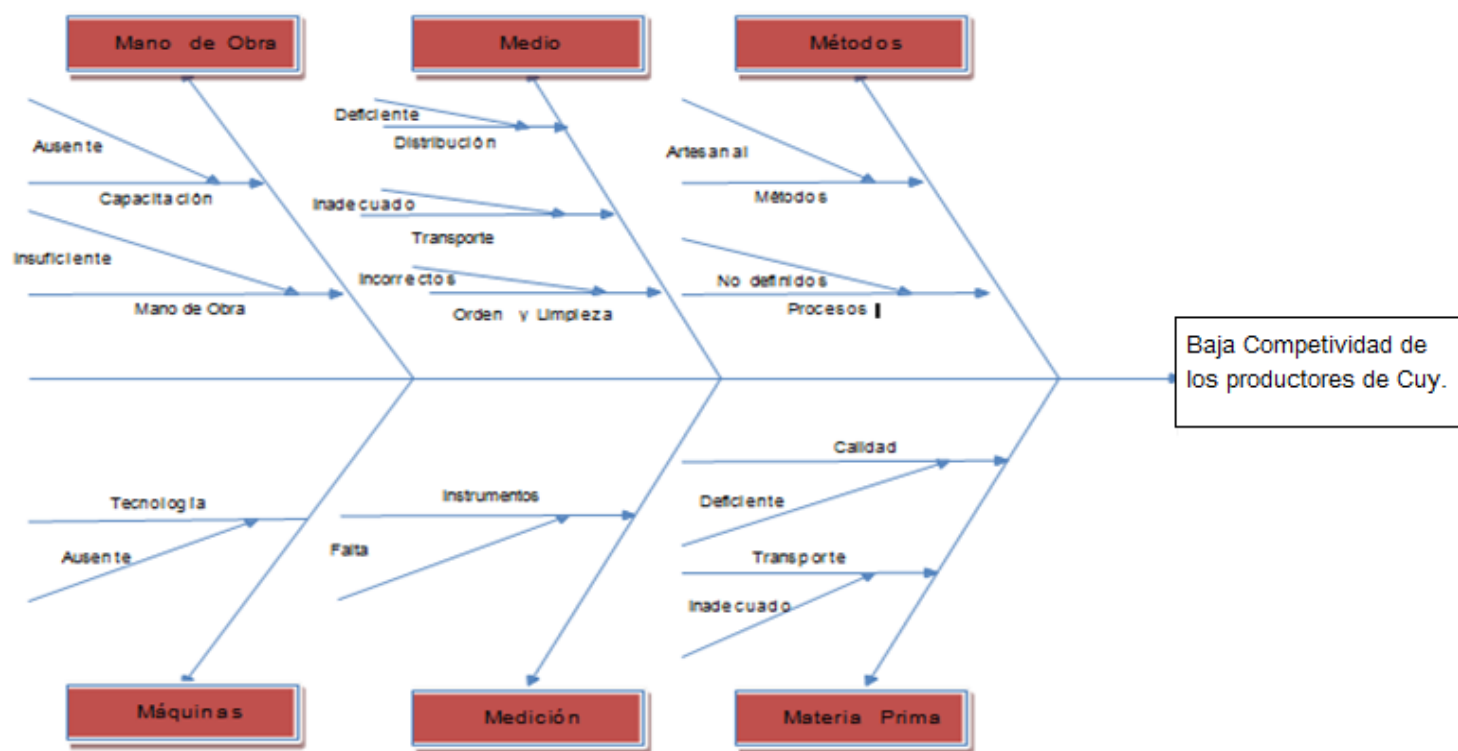 Mano de Obra
Medio
Métodos
Ausente
Capacitación
Insuficiente
Mano de Obra
Deficiente
Distribución
Inadecuado
Transporte
Incorrectos
Orden y Limpieza
Artesanal
Métodos
No definidos
Procesos
Baja Competividad de
los productores de Cuy.
Tecnología
Ausente
Instrumentos
Falta
Calidad
Deficiente
Transporte
Inadecuado
Máquinas
Medición
Materia Prima